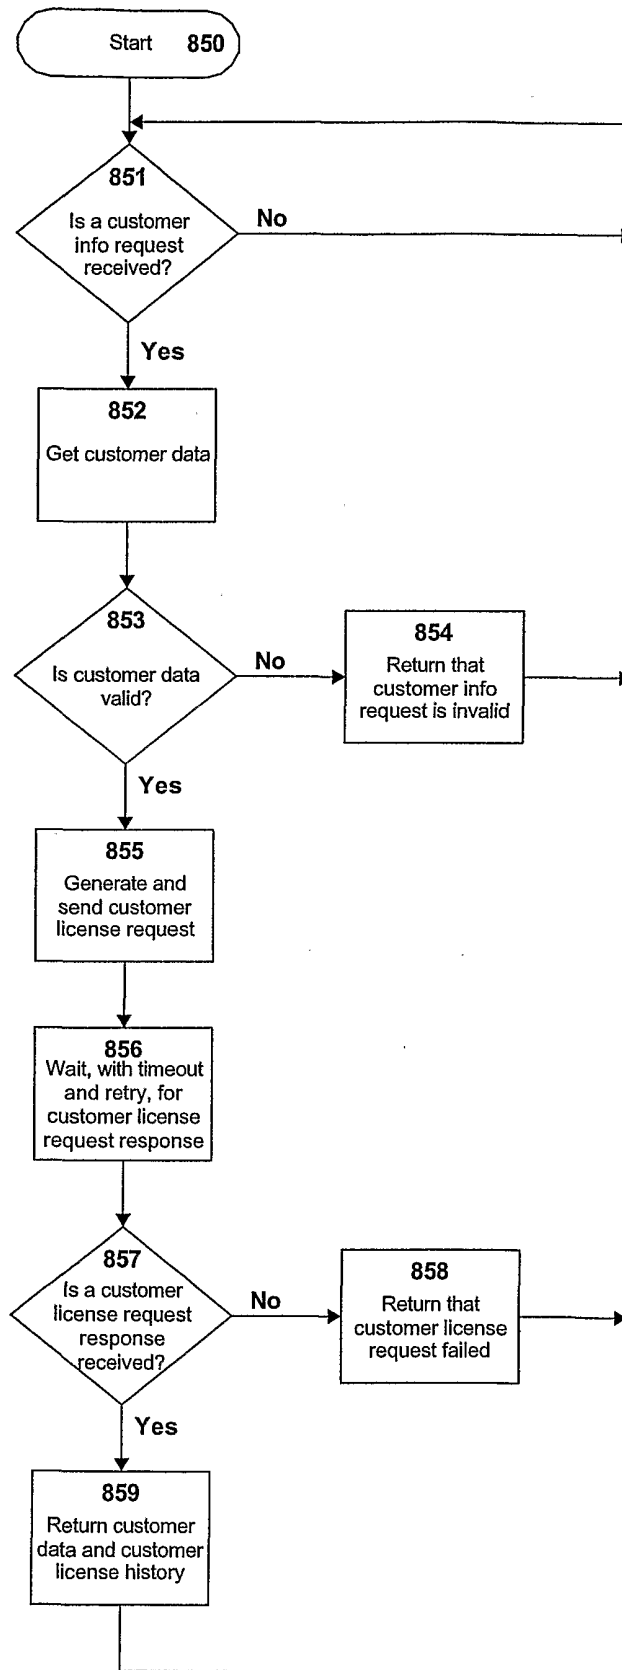 Start 850
851
Is a customer
info request
received?
No
Yes
852
Get customer data
853
Is customer data
valid?
No
854
Return that
customer info
request is invalid
Yes
855
Generate and
send customer
license request
856
Wait, with timeout
and retry, for
customer license
request response
857
Is a customer
license request
response
received?
No
858
Return that
customer license
request failed
Yes
859
Return customer
data and customer
license history